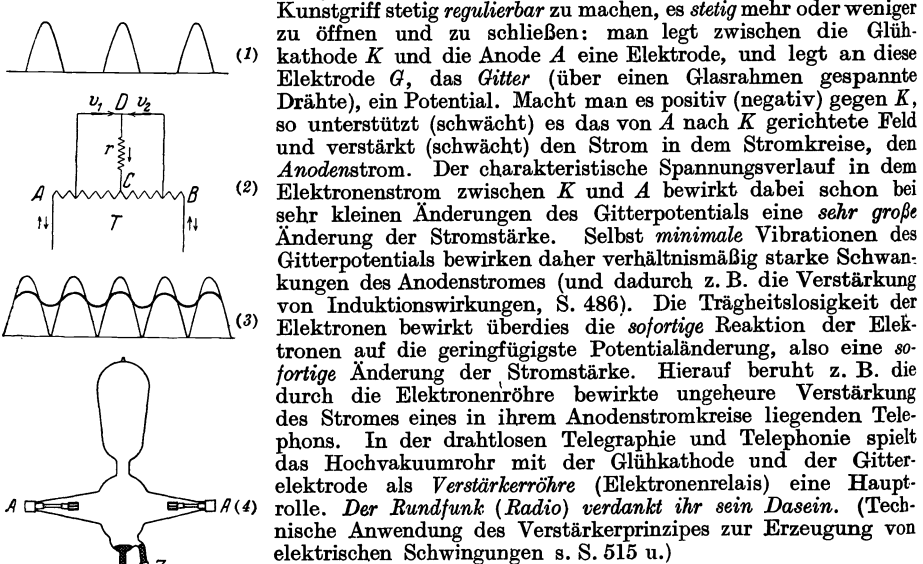 Kunstgriff stetig regulierbar zu machen, es stetig mehr oder weniger
zu öffnen und zu schließen: man legt zwischen die Glüh-
kathode K und die Anode A eine Elektrode, und legt an diese
Elektrode G, das Gitter (über einen Glasrahmen gespannte
Drähte), ein Potential. Macht man es positiv (negativ) gegen K,
so unterstützt (schwächt) es das von A nach K gerichtete Feld
und verstärkt (schwächt) den Strom in dem Stromkreise, den
Anodenstrom. Der charakteristische Spannungsverlauf in dem
Elektronenstrom zwischen K und A bewirkt dabei schon bei
sehr kleinen Änderungen des Gitterpotentials eine sehr große
Änderung der Stromstärke. Selbst minimale Vibrationen des
Gitterpotentials bewirken daher verhältnismäßig starke Schwan-
kungen des Anodenstromes (und dadurch z. B. die Verstärkung
von Induktionswirkungen, S. 486). Die Trägheitslosigkeit der
Elektronen bewirkt überdies die sofortige Reaktion der Elek-
tronen auf die geringfügigste Potentialänderung, also eine so-
fortige Änderung der Stromstärke. Hierauf beruht z. B. die
durch die Elektronenröhre bewirkte ungeheure Verstärkung
des Stromes eines in ihrem Anodenstromkreise liegenden Tele-
phons. In der drahtlosen Telegraphie und Telephonie spielt
das Hochvakuumrohr mit der Glühkathode und der Gitter-
elektrode als Verstärkerröhre (Elektronenrelais) eine Haupt-
rolle. Der Rundfunk (Radio) verdankt ihr sein Dasein. (Tech-
nische Anwendung des Verstärkerprinzipes zur Erzeugung von
elektrischen Schwingungen s. S. 515 u.)
(1)
v₁ D v₂
r
C
A B
(2)
T
(3)
A A (4)